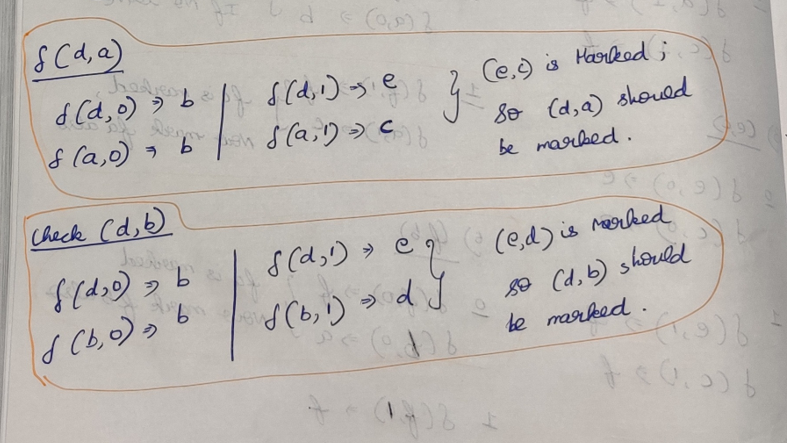 δ(d,a)
δ(d,0) → b
δ(a,0) → b
δ(d,1) → e
δ(a,1) → c
(e,c) is Marked;
so (d,a) should
be marked.
Check (d,b)
δ(d,0) → b
δ(b,0) → b
δ(d,1) → e
δ(b,1) → d
(e,d) is marked
so (d,b) should
be marked.